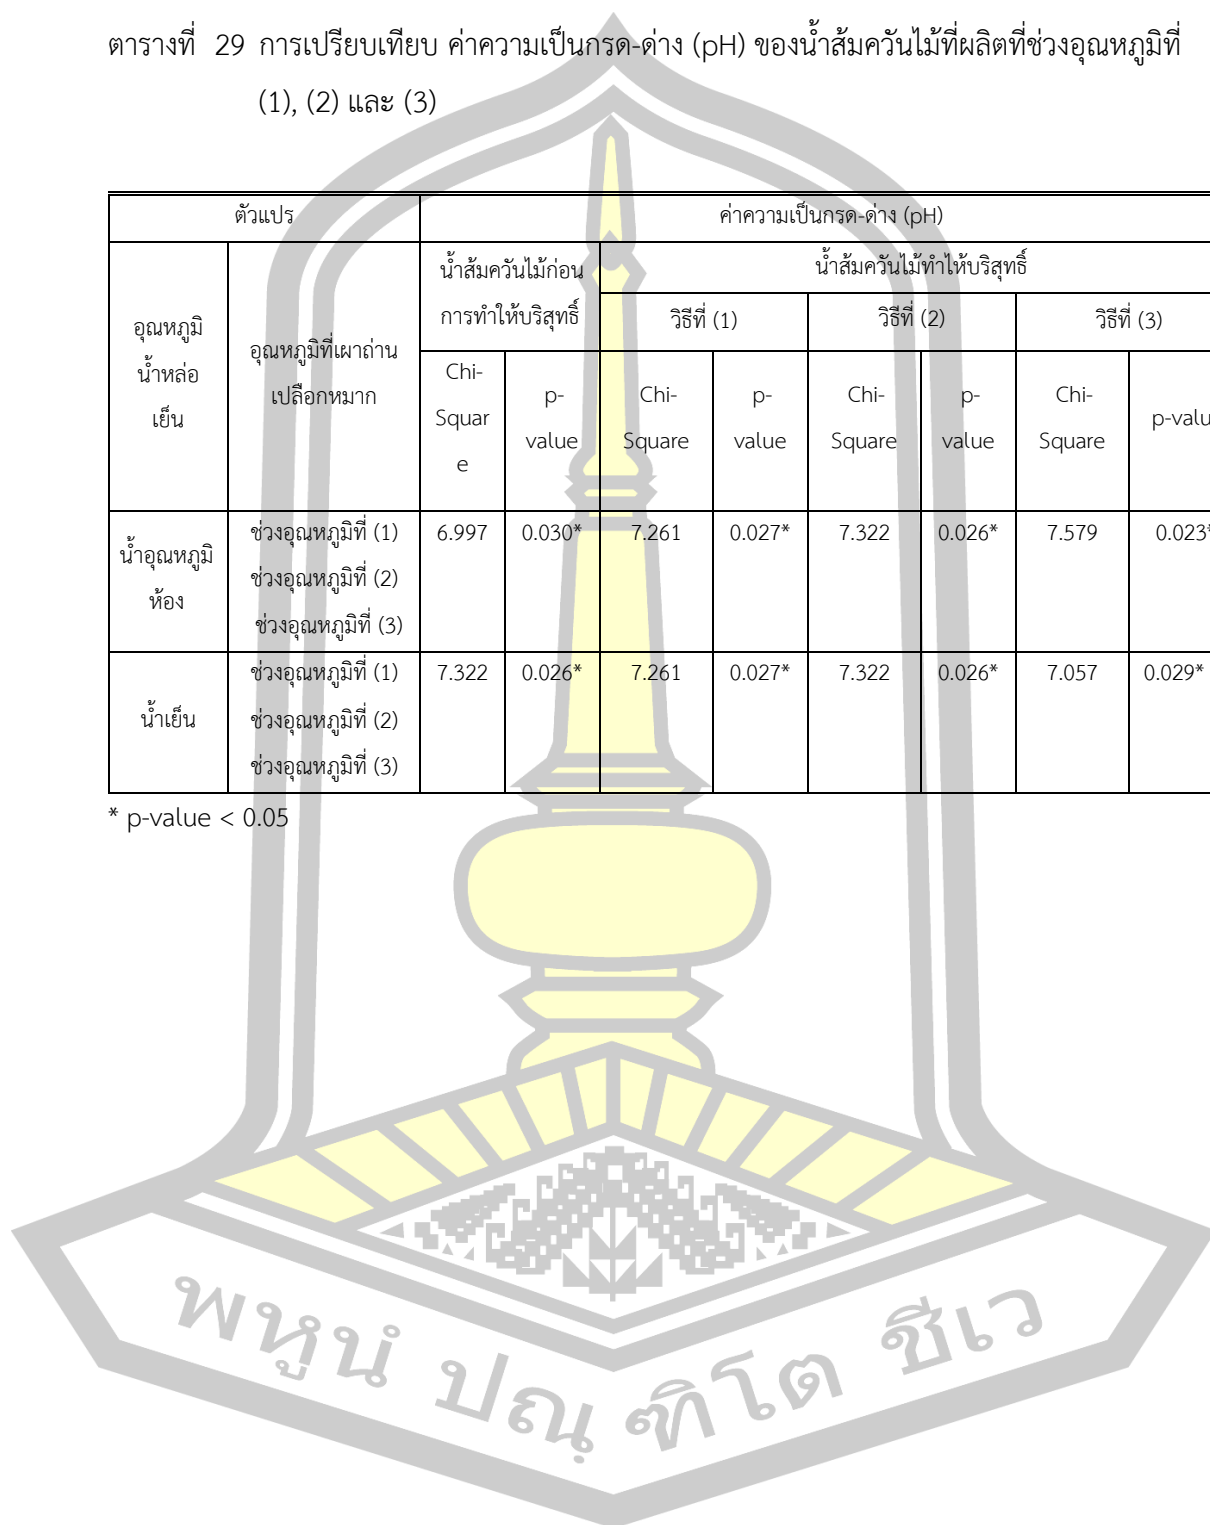 ตารางที่ 29 การเปรียบเทียบ ค่าความเป็นกรด-ด่าง (pH) ของน้ำส้มควันไม้ที่ผลิตที่ช่วงอุณหภูมิที่
(1), (2) และ (3)
ตัวแปร ค่าความเป็นกรด-ด่าง (pH)
อุณหภูมิ
น้ำหล่อ
เย็น
อุณหภูมิที่เผาถ่าน
เปลือกหมาก
น้ำส้มควันไม้ก่อน
การทำให้บริสุทธิ์
น้ำส้มควันไม้ทำให้บริสุทธิ์
วิธีที่ (1) วิธีที่ (2) วิธีที่ (3)
Chi-
Squar
e
p-
value
Chi-
Square
p-
value
Chi-
Square
p-
value
Chi-
Square
p-valu
น้ำอุณหภูมิ
ห้อง
ช่วงอุณหภูมิที่ (1) 6.997 0.030* 7.261 0.027* 7.322 0.026* 7.579 0.023*
ช่วงอุณหภูมิที่ (2)
ช่วงอุณหภูมิที่ (3)
น้ำเย็น
ช่วงอุณหภูมิที่ (1) 7.322 0.026* 7.261 0.027* 7.322 0.026* 7.057 0.029*
ช่วงอุณหภูมิที่ (2)
ช่วงอุณหภูมิที่ (3)
* p-value < 0.05
พหูนํ ปณฺฑิโต ชีเว